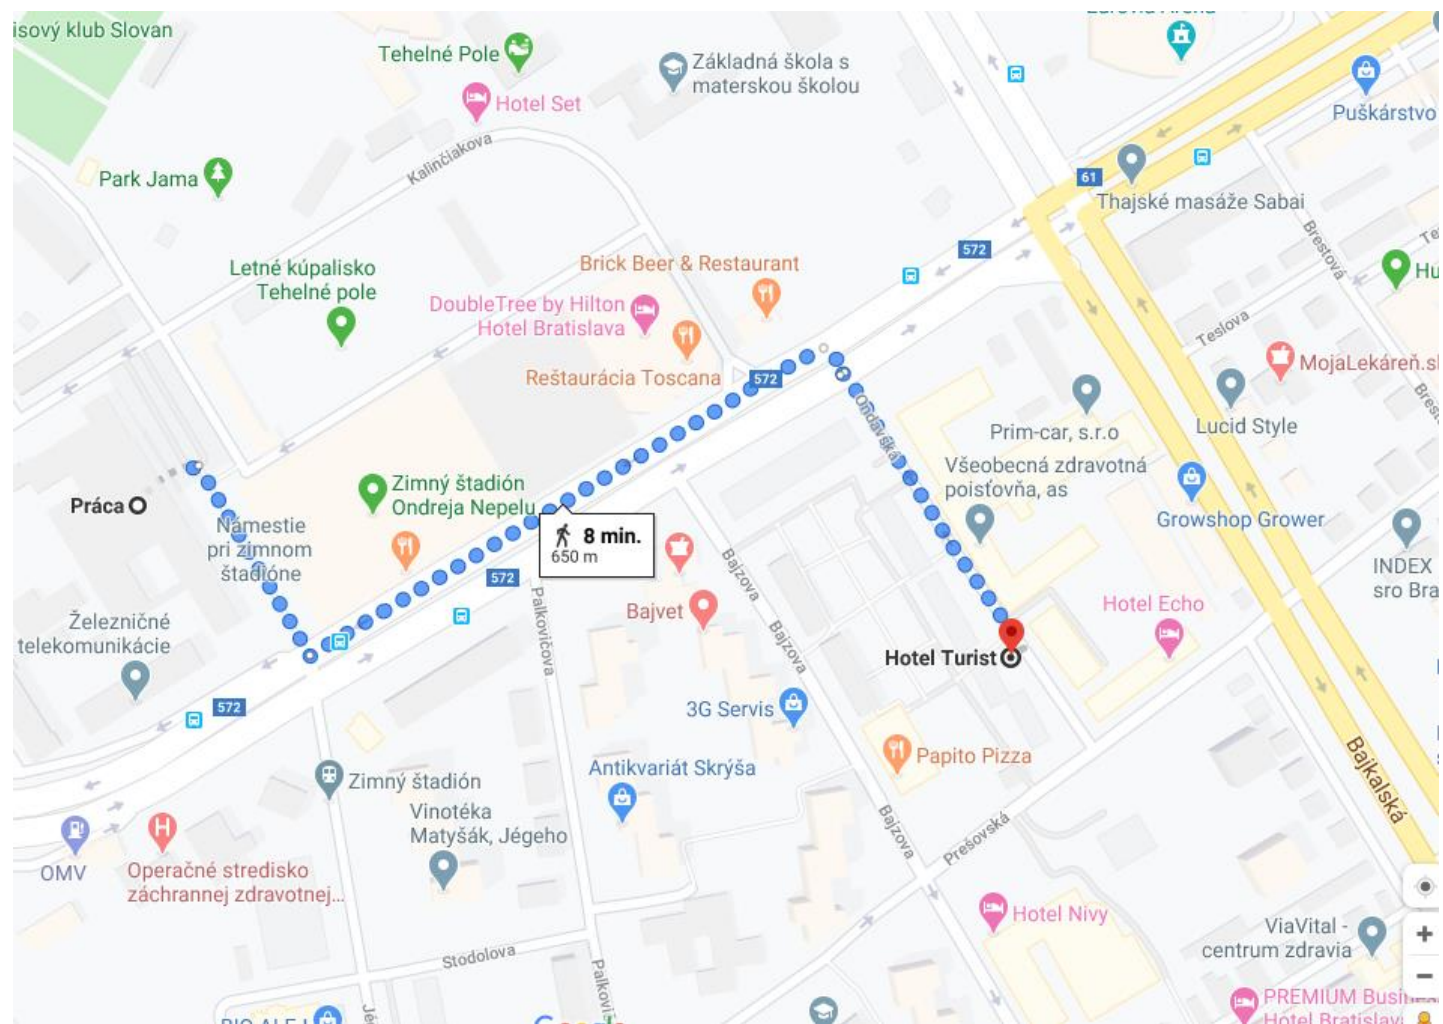 isový klub Slovan
Tehelné Pole
Základná škola s
materskou školou
Hotel Set
Puškárstvo
Kalinčiakova
Park Jama
61
Thajské masáže Sabai
Brestová
572
Letné kúpalisko
Tehelné pole
Brick Beer & Restaurant
DoubleTree by Hilton
Hotel Bratislava
Teslova
MojaLekáreň.s
Reštaurácia Toscana
572
Ondavská
Lucid Style
Prim-car, s.r.o
Všeobecná zdravotná
poisťovňa, as
Zimný štadión
Ondreja Nepelu
Práca
Námestie
pri zimnom
štadióne
8 min.
650 m
Growshop Grower
INDEX
sro Bra
572
Bajzova
Palkovičova
Bajvet
Hotel Echo
Železničné
telekomunikácie
Bajzova
Hotel Turist
572
3G Servis
Papito Pizza
Bajkalská
Zimný štadión
Antikvariát Skrýša
Vinotéka
Matyšák, Jégeho
Bajzova
Prešovská
OMV
Operačné stredisko
záchrannej zdravotnej...
Hotel Nivy
ViaVital -
centrum zdravia
Stodolova
PREMIUM Busin
Hotel Bratislav